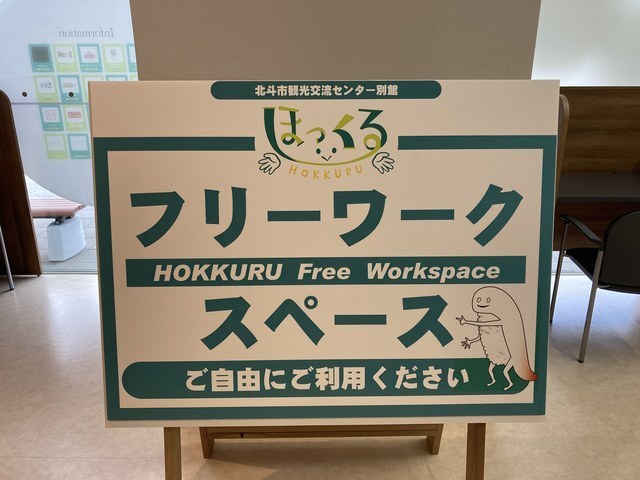 Information
北斗市観光交流センター別館
ほっくる
HOKKURU
フリーワーク
HOKKURU Free Workspace
スペース
ご自由にご利用ください